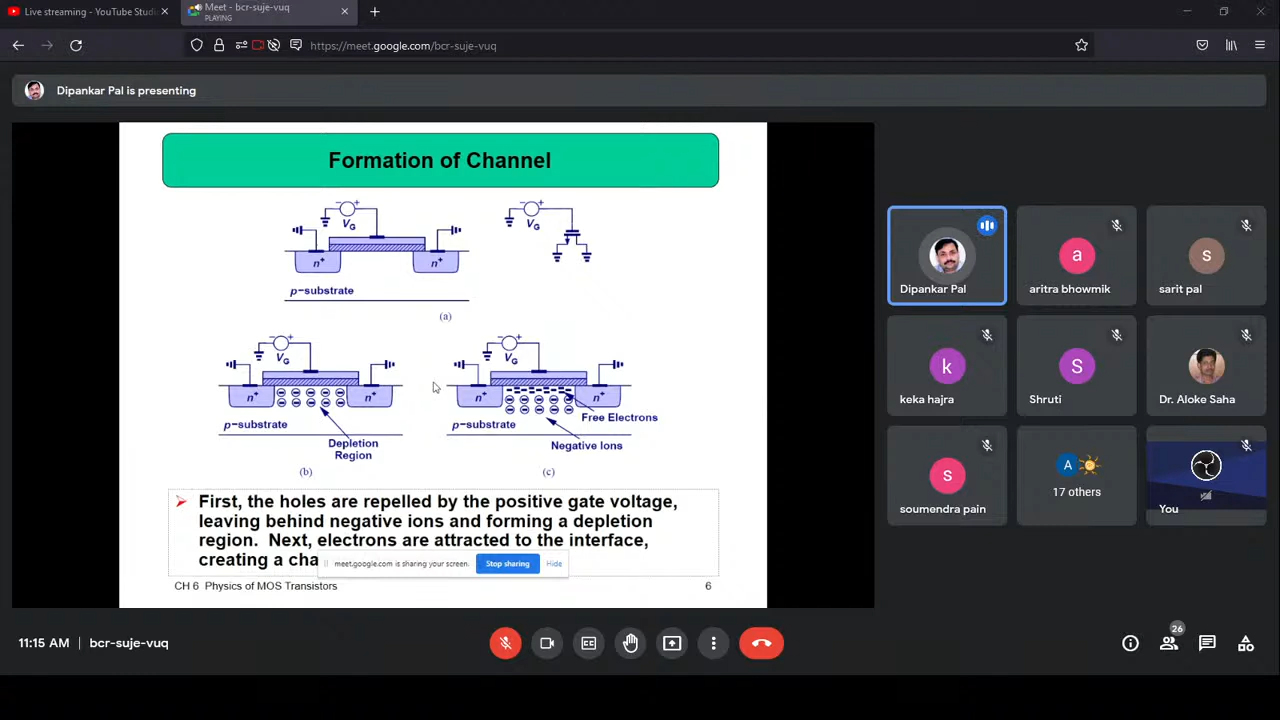 Live streaming - YouTube Stud
Meet - bcr-suje-vuq
PLAYING
https://meet.google.com/bcr-suje-vuq
Dipankar Pal is presenting
Formation of Channel
− +
VG
n+
n+
p−substrate
− +
VG
(a)
− +
VG
n+
n+
p−substrate
Depletion
Region
(b)
− +
VG
n+
n+
p−substrate
Free Electrons
Negative Ions
(c)
First, the holes are repelled by the positive gate voltage,
leaving behind negative ions and forming a depletion
region. Next, electrons are attracted to the interface,
creating a cha
meet.google.com is sharing your screen.
Stop sharing
Hide
CH 6 Physics of MOS Transistors
6
Dipankar Pal
a
aritra bhowmik
s
sarit pal
k
keka hajra
S
Shruti
Dr. Aloke Saha
s
soumendra pain
A
17 others
You
11:15 AM
bcr-suje-vuq
26